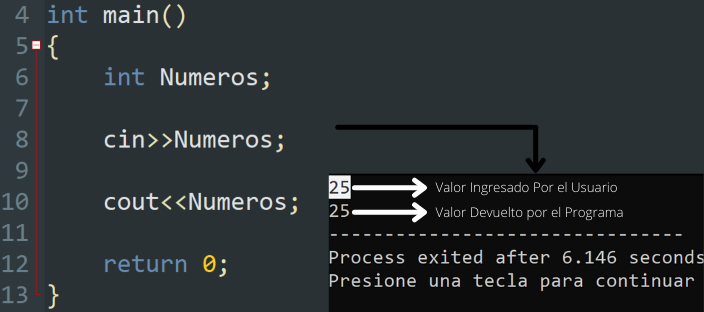 4 int main()
5 {
6 int Numeros;
7
8 cin>>Numeros;
9
10 cout<<Numeros;
11
12 return 0;
13 }
25 Valor Ingresado Por el Usuario
25 Valor Devuelto por el Programa
--------------------------------
Process exited after 6.146 seconds
Presione una tecla para continuar